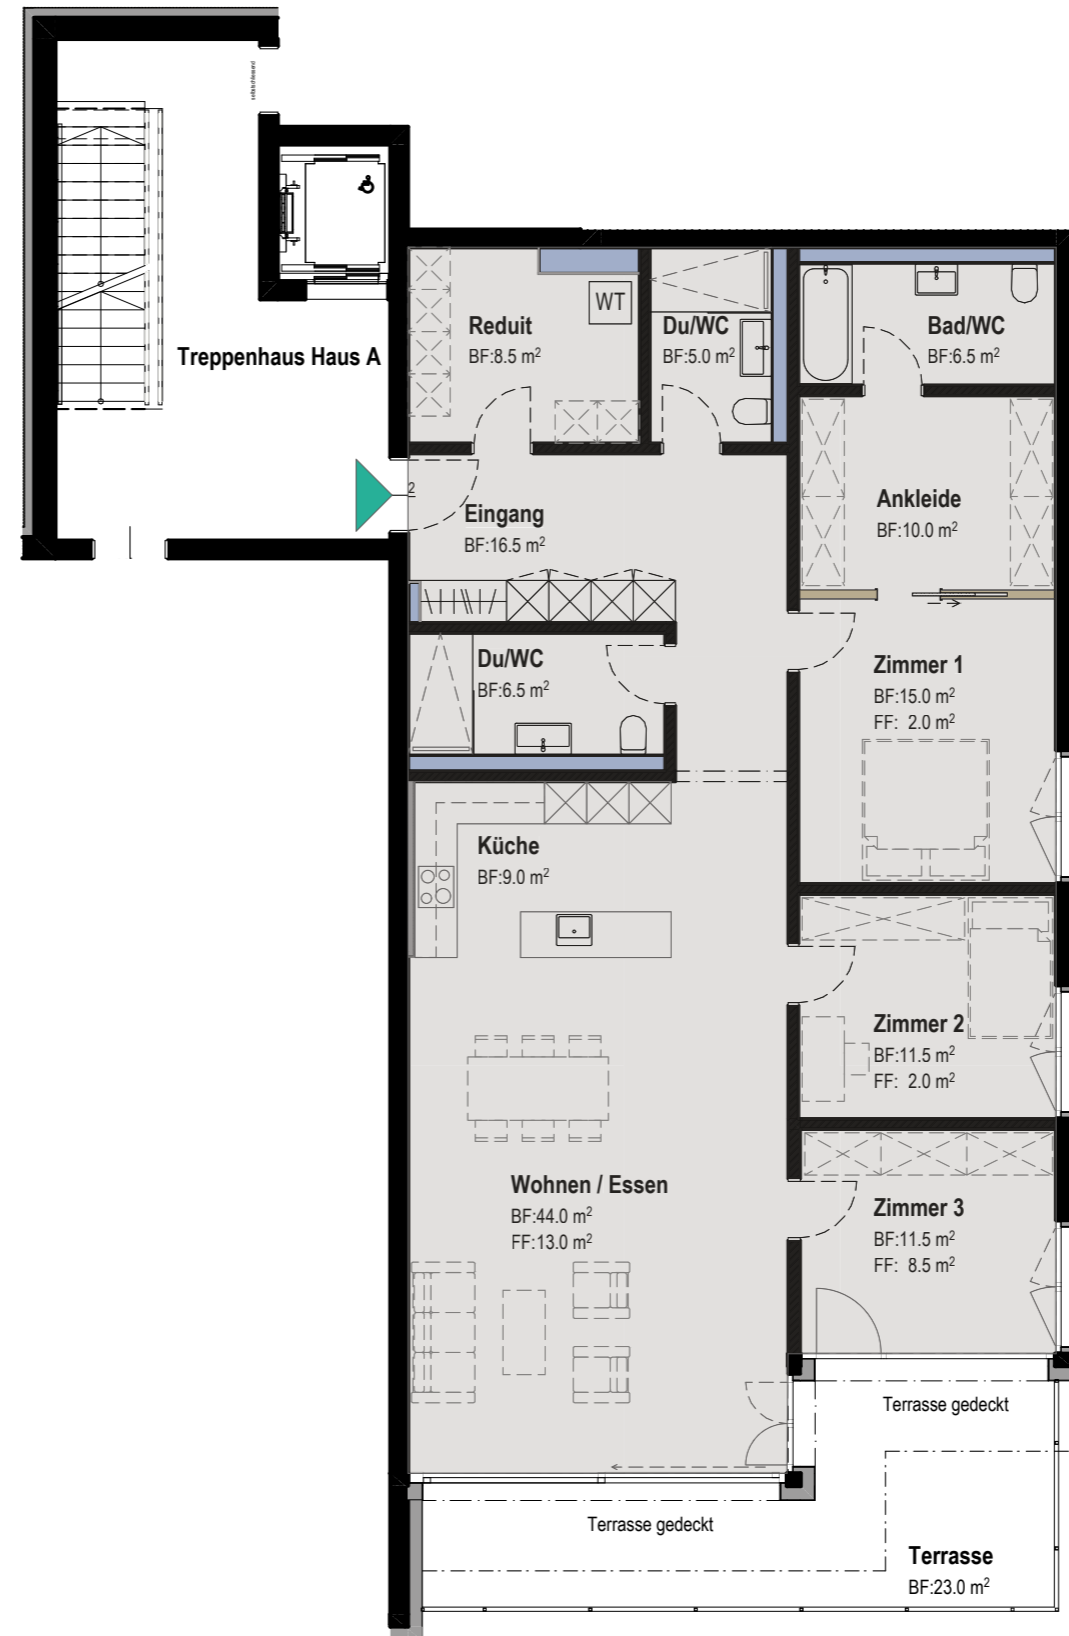 selbstschliessend
Treppenhaus Haus A
Reduit
BF:8.5 m²
WT
Du/WC
BF:5.0 m²
Bad/WC
BF:6.5 m²
2
Eingang
BF:16.5 m²
Ankleide
BF:10.0 m²
Du/WC
BF:6.5 m²
Zimmer 1
BF:15.0 m²
FF: 2.0 m²
Küche
BF:9.0 m²
Zimmer 2
BF:11.5 m²
FF: 2.0 m²
Wohnen / Essen
BF:44.0 m²
FF:13.0 m²
Zimmer 3
BF:11.5 m²
FF: 8.5 m²
Terrasse gedeckt
Terrasse gedeckt
Terrasse
BF:23.0 m²